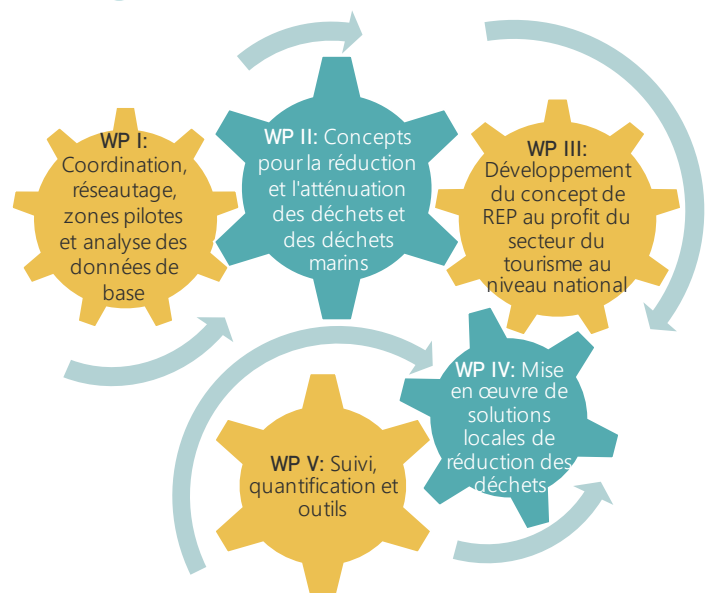 WP I:
Coordination,
réseautage,
zones pilotes
et analyse des
données de
base
WP II: Concepts
pour la réduction
et l'atténuation
des déchets et
des déchets
marins
WP III:
Développement
du concept de
REP au profit du
secteur du
tourisme au
niveau national
WP IV: Mise
en œuvre de
solutions
locales de
réduction des
déchets
WP V: Suivi,
quantification et
outils